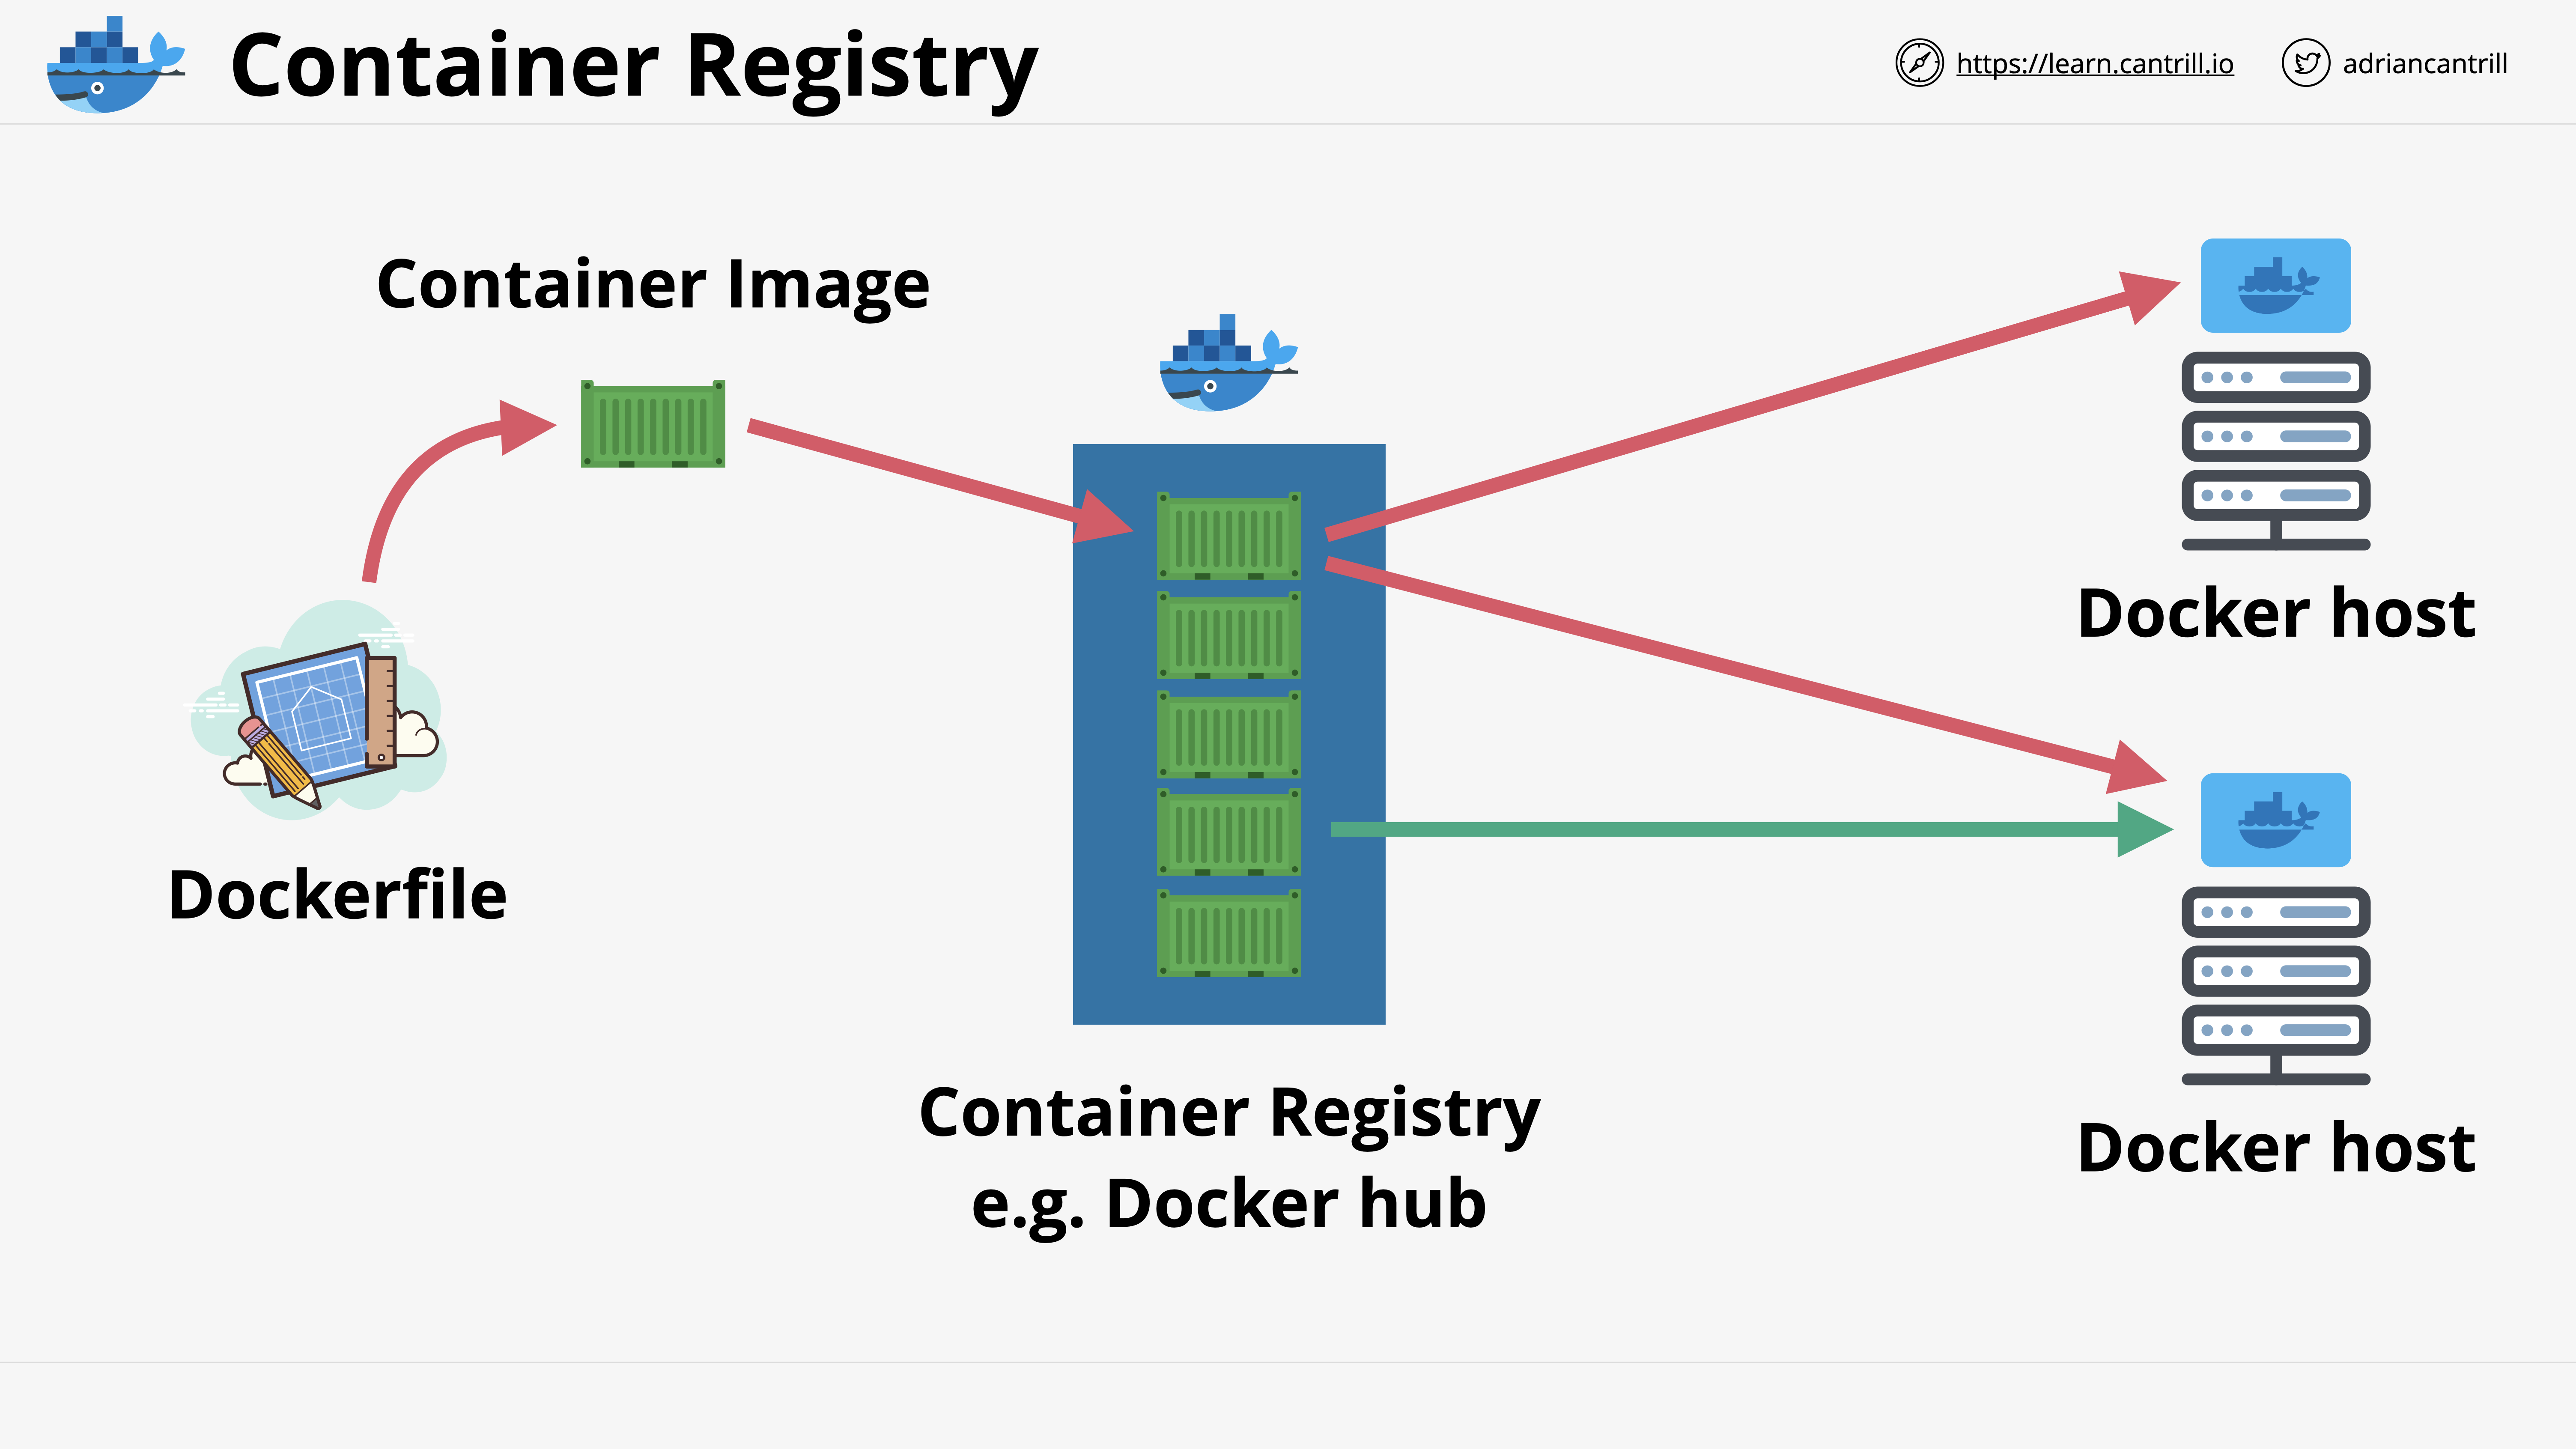 Container Registry
https://learn.cantrill.io
adriancantrill
Container Image
Docker host
Dockerfile
Container Registry
e.g. Docker hub
Docker host